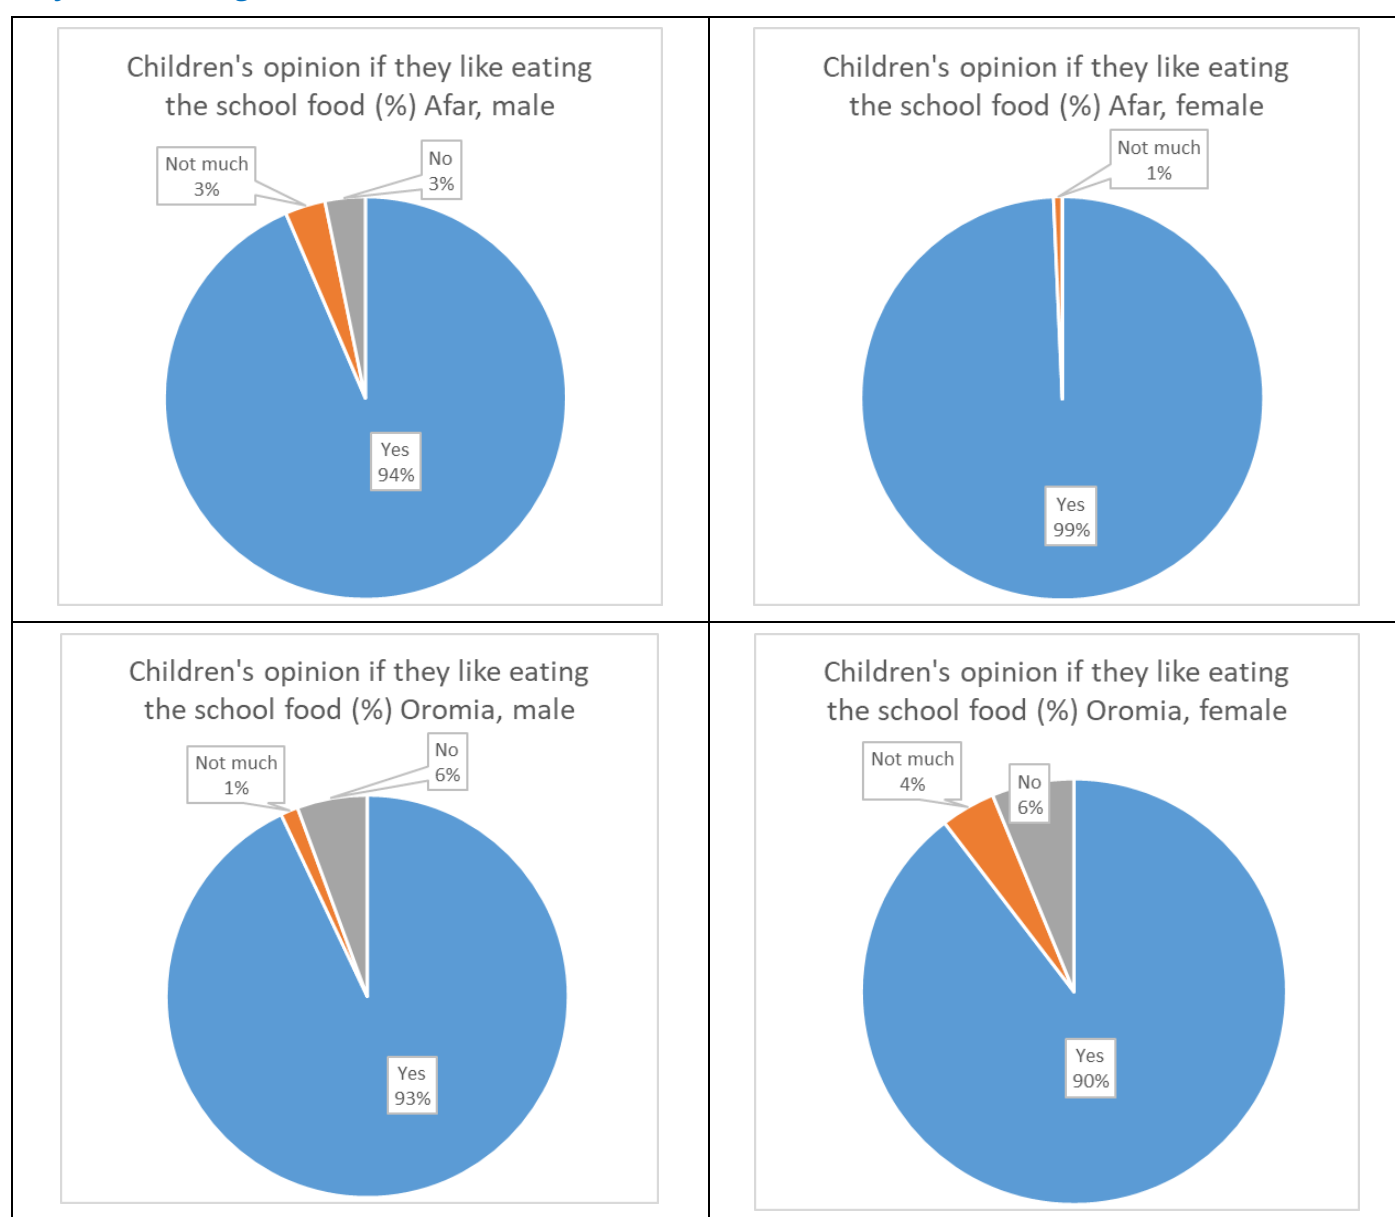 Children's opinion if they like eating
the school food (%) Afar, male
Not much
3%
No
3%
Yes
94%
Children's opinion if they like eating
the school food (%) Afar, female
Not much
1%
Yes
99%
Children's opinion if they like eating
the school food (%) Oromia, male
Not much
1%
No
6%
Yes
93%
Children's opinion if they like eating
the school food (%) Oromia, female
Not much
4%
No
6%
Yes
90%